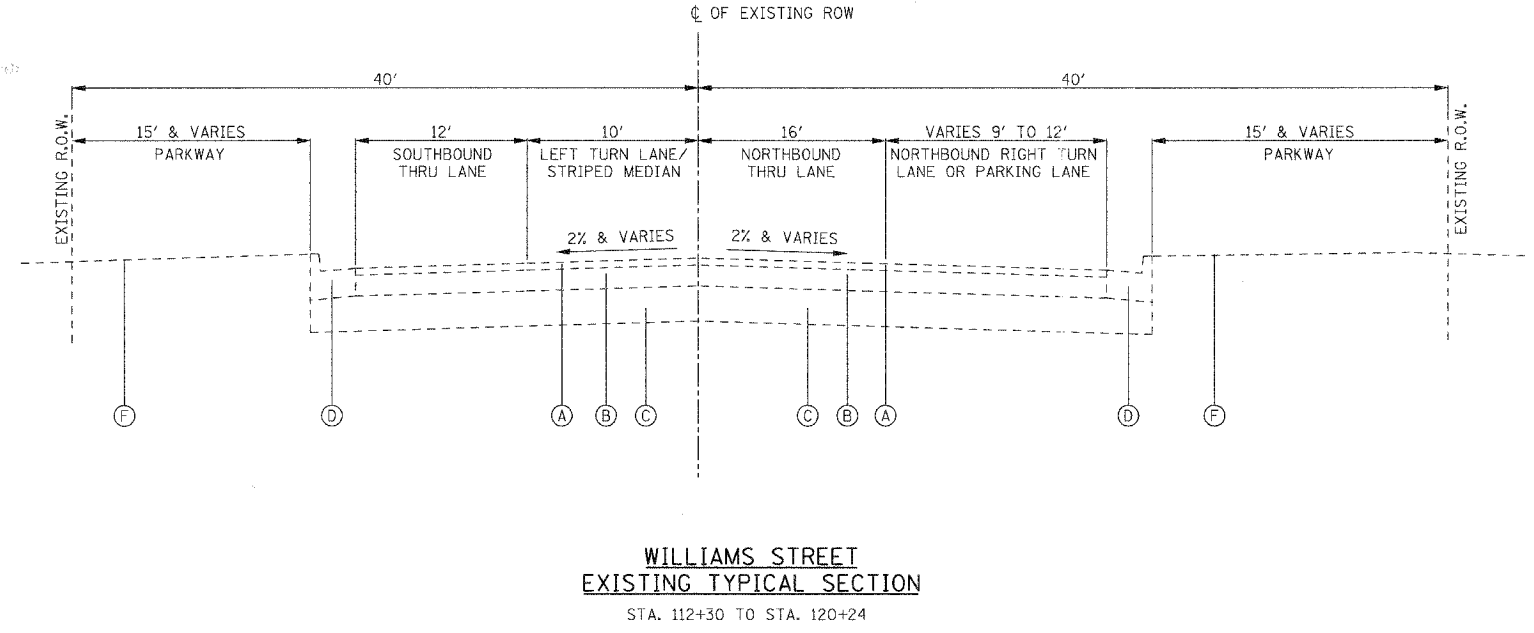 ℄ OF EXISTING ROW
40'
40'
EXISTING R.O.W.
15' & VARIES
PARKWAY
12'
SOUTHBOUND
THRU LANE
10'
LEFT TURN LANE/
STRIPED MEDIAN
16'
NORTHBOUND
THRU LANE
VARIES 9' TO 12'
NORTHBOUND RIGHT TURN
LANE OR PARKING LANE
15' & VARIES
PARKWAY
EXISTING R.O.W.
2% & VARIES
2% & VARIES
F
D
A
B
C
C
B
A
D
F
WILLIAMS STREET
EXISTING TYPICAL SECTION
STA. 112+30 TO STA. 120+24